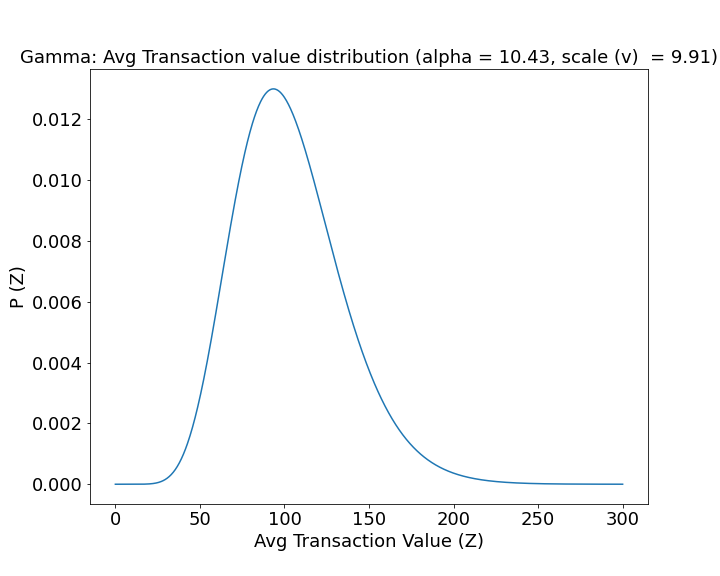 Gamma: Avg Transaction value distribution (alpha = 10.43, scale (v)  = 9.91)
P (Z)
0.012
0.010
0.008
0.006
0.004
0.002
0.000
0 50 100 150 200 250 300
Avg Transaction Value (Z)